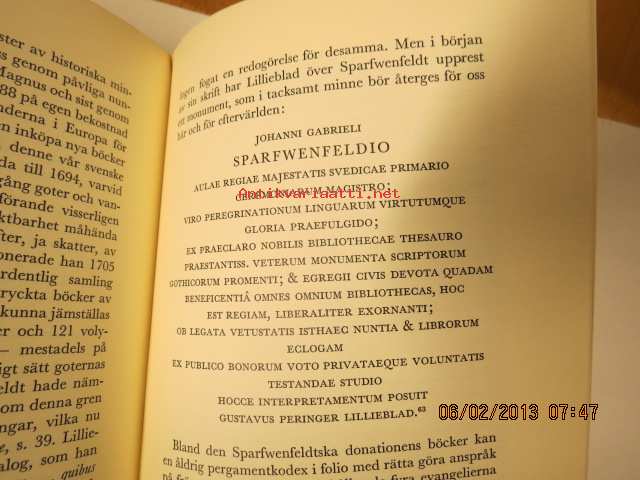 ster av historiska min-
s genom påvliga nun-
Magnus och sist genom
88 på egen bekostnad
nderna i Europa för
n inköpa nya böcker
denne vår svenske
da till 1694, varvid
gång goter och van-
förande visserligen
ktbarhet måhända
fter, ja skatter, av
onerade han 1705
ordentlig samling
tryckta böcker av
kunna jämställas
er och 121 voly-
— mestadels på
igt sätt goternas
eldt hade näm-
om denna gren
ngar, vilka nu
e, s. 39. Lillie-
alog, som han
quibus
ingen fogat en redogörelse för desamma. Men i början
av sin skrift har Lillieblad över Sparfwenfeldt upprest
ett monument, som i tacksamt minne bör återges för oss
här och för eftervärlden:
JOHANNI GABRIELI
SPARFWENFELDIO
AULAE REGIAE MAJESTATIS SVEDICAE PRIMARIO
CEREMONIARUM MAGISTRO;
Antikvariaatti.net
VIRO PEREGRINATIONUM LINGUARUM VIRTUTUMQUE
GLORIA PRAEFULGIDO;
EX PRAECLARO NOBILIS BIBLIOTHECAE THESAURO
PRAESTANTISS. VETERUM MONUMENTA SCRIPTORUM
GOTHICORUM PROMENTI; & EGREGII CIVIS DEVOTA QUADAM
BENEFICENTIÂ OMNES OMNIUM BIBLIOTHECAS, HOC
EST REGIAM, LIBERALITER EXORNANTI;
OB LEGATA VETUSTATIS ISTHAEC NUNTIA & LIBRORUM
ECLOGAM
EX PUBLICO BONORUM VOTO PRIVATAEQUE VOLUNTATIS
TESTANDAE STUDIO
HOCCE INTERPRETAMENTUM POSUIT
GUSTAVUS PERINGER LILLIEBLAD.⁶³
Bland den Sparfwenfeldtska donationens böcker kan
en åldrig pergamentkodex i folio med rätta göra anspråk
fyra evangelierna
06/02/2013 07:47